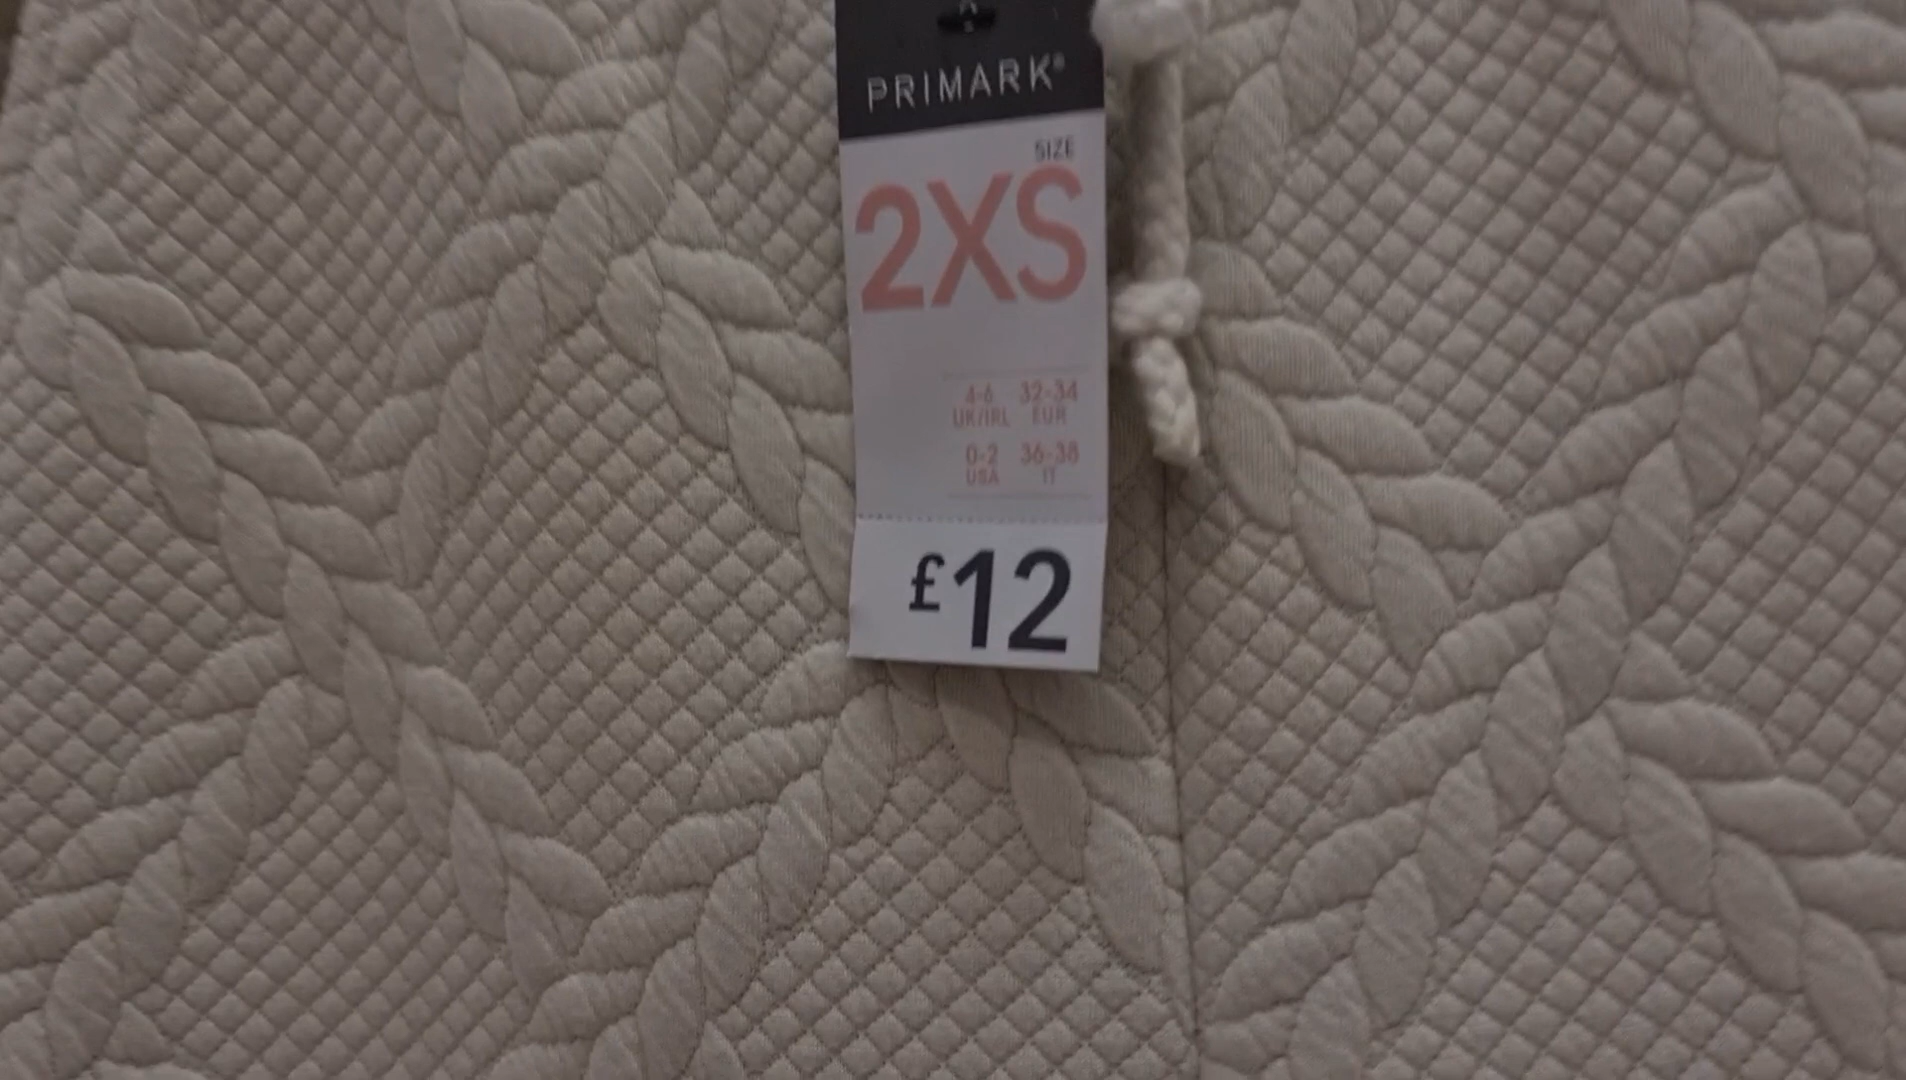 PRIMARK®
SIZE
2XS
4-6 32-34
UK/IRL EUR
0-2 36-38
USA IT
£12